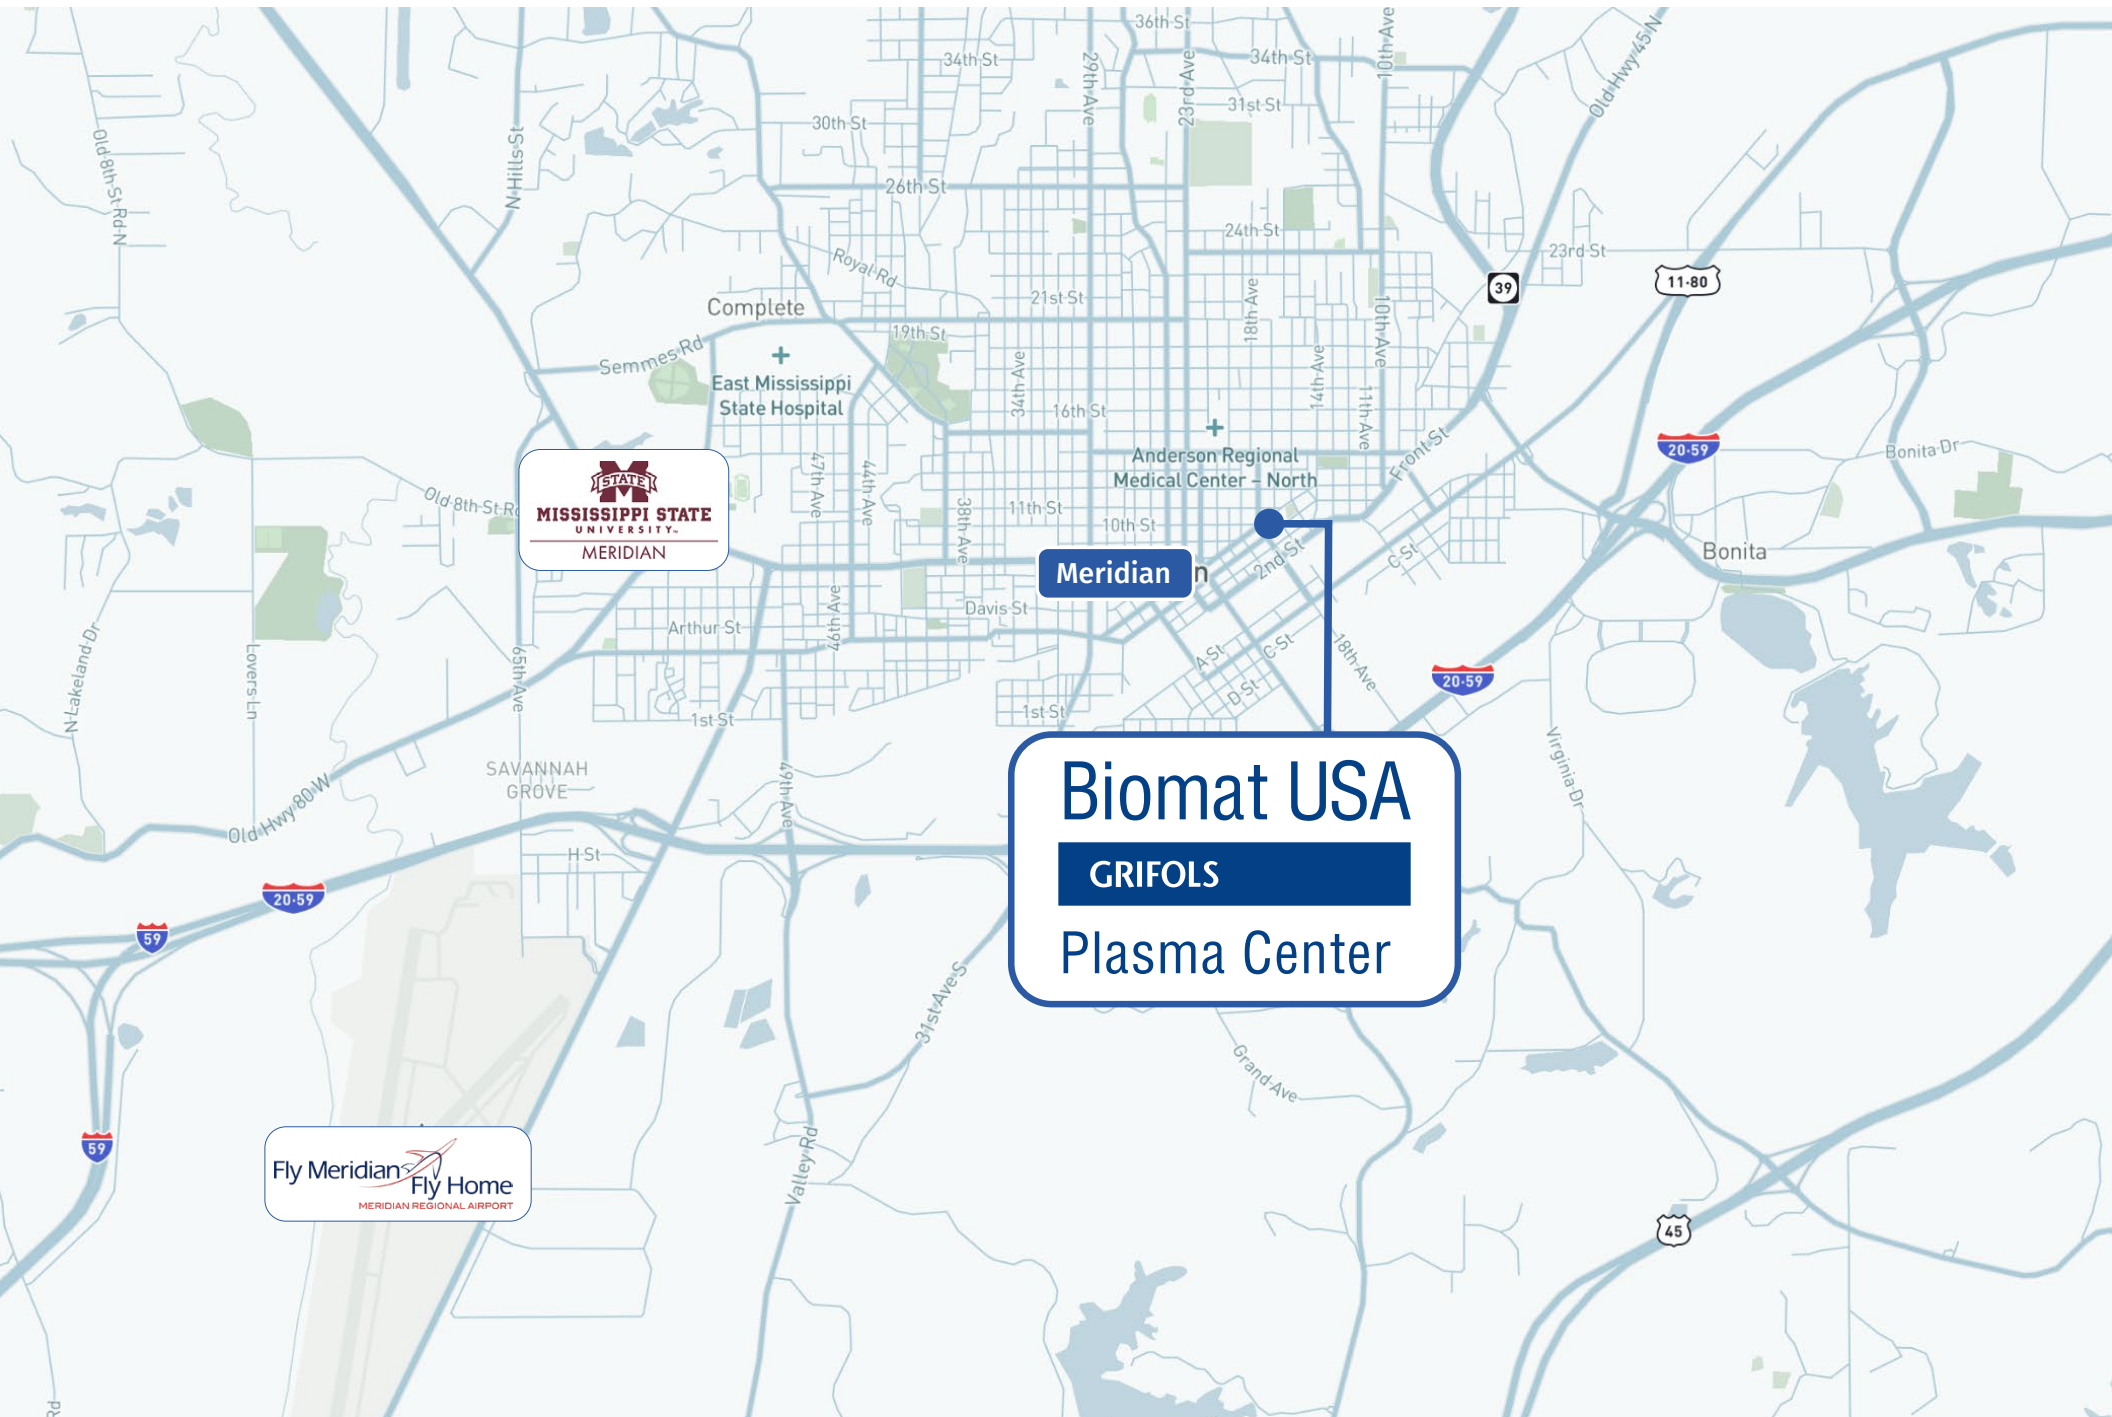 36th St
34th St
34th St
29th Ave
23rd Ave
10th Ave
Old Hwy 45 N
31st St
30th St
Old 8th St Rd N
N Hills St
26th St
24th St
23rd St
Royal Rd
39
11-80
21st St
18th Ave
10th Ave
Complete
19th St
Semmes Rd
East Mississippi
State Hospital
34th Ave
14th Ave
11th Ave
16th St
Front St
20-59
Bonita Dr
Anderson Regional
Medical Center – North
47th Ave
44th Ave
38th Ave
Old 8th St R
STATE
M
MISSISSIPPI STATE
UNIVERSITY™
MERIDIAN
11th St
10th St
2nd St
C St
Bonita
Meridian
n
Davis St
46th Ave
Arthur St
N Lakeland Dr
Lovers Ln
65th Ave
A St
C St
D St
18th Ave
20-59
1st St
1st St
Virginia Dr
SAVANNAH
GROVE
49th Ave
Old Hwy 80 W
H St
Biomat USA
GRIFOLS
Plasma Center
20-59
59
31st Ave S
Grand Ave
59
Valley Rd
Fly Meridian
Fly Home
MERIDIAN REGIONAL AIRPORT
45
Rd